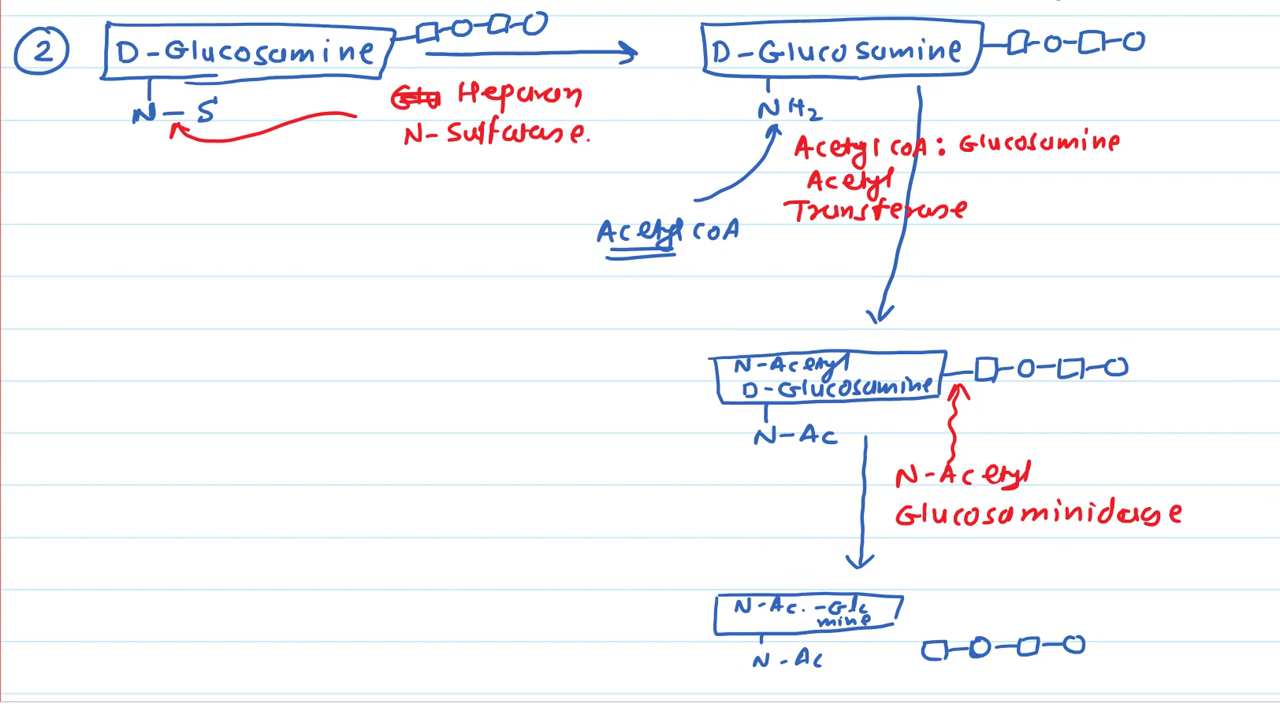 2
D-Glucosamine
N-S
Heparan
N-Sulfatase.
D-Glucosamine
NH2
Acetyl CoA: Glucosamine
Acetyl
Transferase
Acetyl CoA
N-Acetyl
D-Glucosamine
N-Ac
N-Acetyl
Glucosaminidase
N-Ac.-Glc
mine
N-Ac